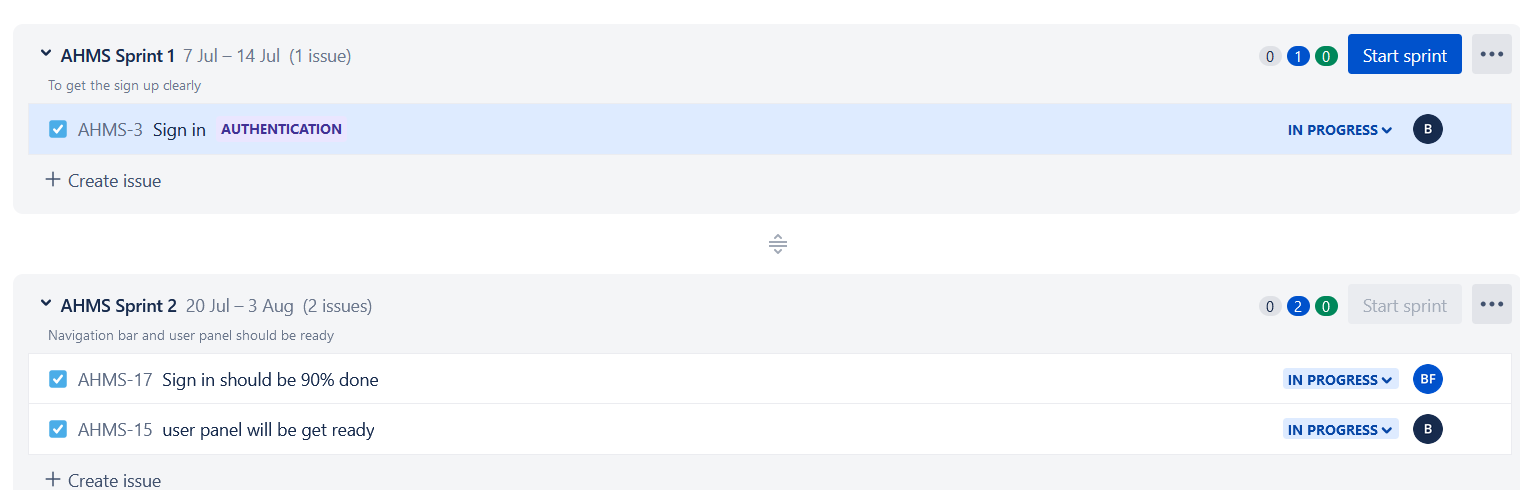 AHMS Sprint 1 7 Jul – 14 Jul (1 issue) 0 1 0 Start sprint
To get the sign up clearly
AHMS-3 Sign in AUTHENTICATION IN PROGRESS B
+ Create issue
AHMS Sprint 2 20 Jul – 3 Aug (2 issues) 0 2 0 Start sprint
Navigation bar and user panel should be ready
AHMS-17 Sign in should be 90% done IN PROGRESS BF
AHMS-15 user panel will be get ready IN PROGRESS B
+ Create issue